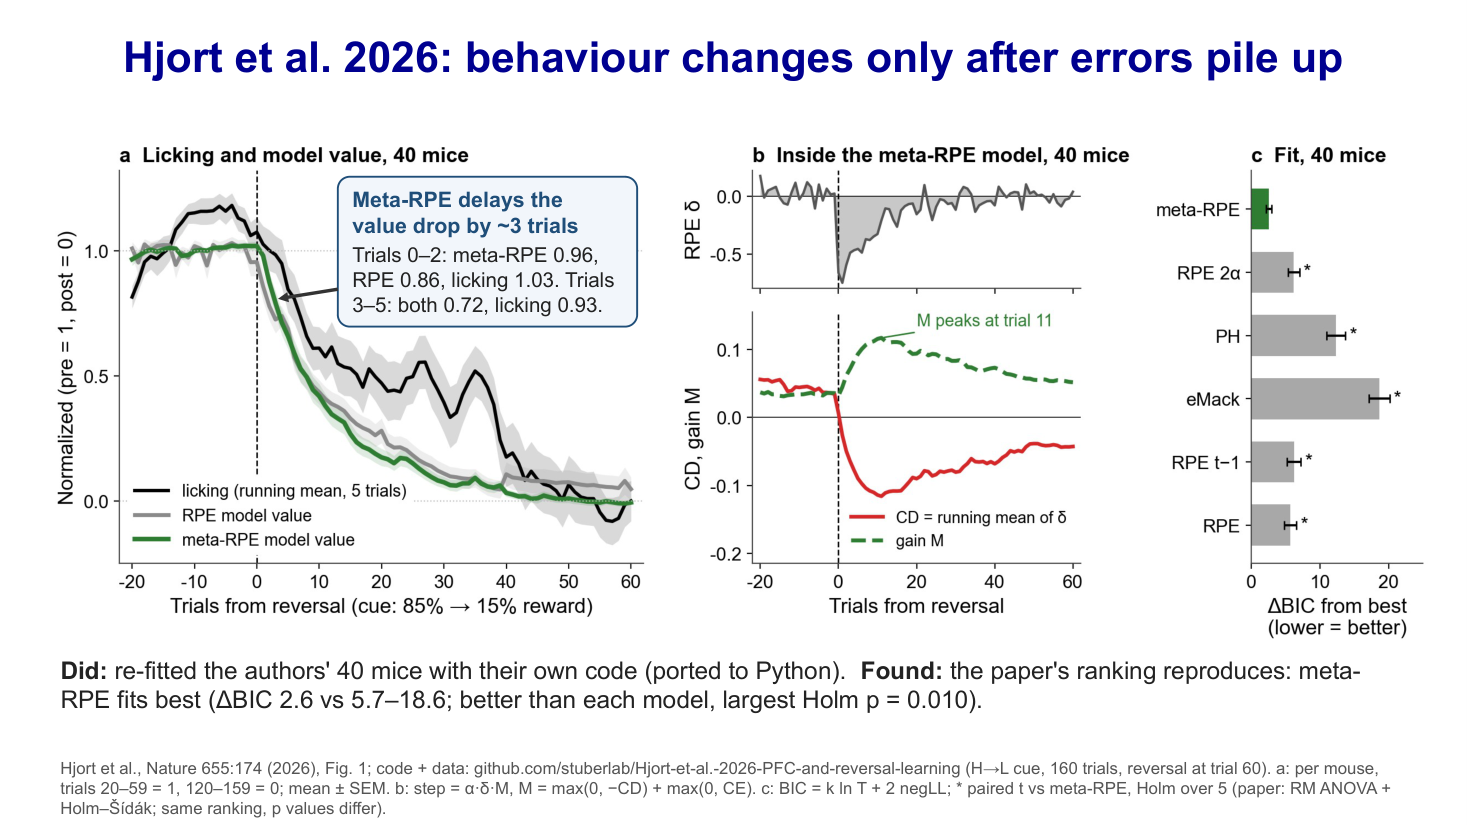 Hjort et al. 2026: behaviour changes only after errors pile up
a Licking and model value, 40 mice
Normalized (pre = 1, post = 0)
1.0
0.5
0.0
Meta-RPE delays the
value drop by ~3 trials
Trials 0–2: meta-RPE 0.96,
RPE 0.86, licking 1.03. Trials
3–5: both 0.72, licking 0.93.
licking (running mean, 5 trials)
RPE model value
meta-RPE model value
-20 -10 0 10 20 30 40 50 60
Trials from reversal (cue: 85% → 15% reward)
b Inside the meta-RPE model, 40 mice
RPE δ
0.0
-0.5
CD, gain M
0.1
0.0
-0.1
-0.2
M peaks at trial 11
CD = running mean of δ
gain M
-20 0 20 40 60
Trials from reversal
c Fit, 40 mice
meta-RPE
RPE 2α *
PH *
eMack *
RPE t−1 *
RPE *
0 10 20
ΔBIC from best
(lower = better)
Did: re-fitted the authors' 40 mice with their own code (ported to Python). Found: the paper's ranking reproduces: meta-
RPE fits best (ΔBIC 2.6 vs 5.7–18.6; better than each model, largest Holm p = 0.010).
Hjort et al., Nature 655:174 (2026), Fig. 1; code + data: github.com/stuberlab/Hjort-et-al.-2026-PFC-and-reversal-learning (H→L cue, 160 trials, reversal at trial 60). a: per mouse,
trials 20–59 = 1, 120–159 = 0; mean ± SEM. b: step = α·δ·M, M = max(0, −CD) + max(0, CE). c: BIC = k ln T + 2 negLL; * paired t vs meta-RPE, Holm over 5 (paper: RM ANOVA +
Holm–Šídák; same ranking, p values differ).